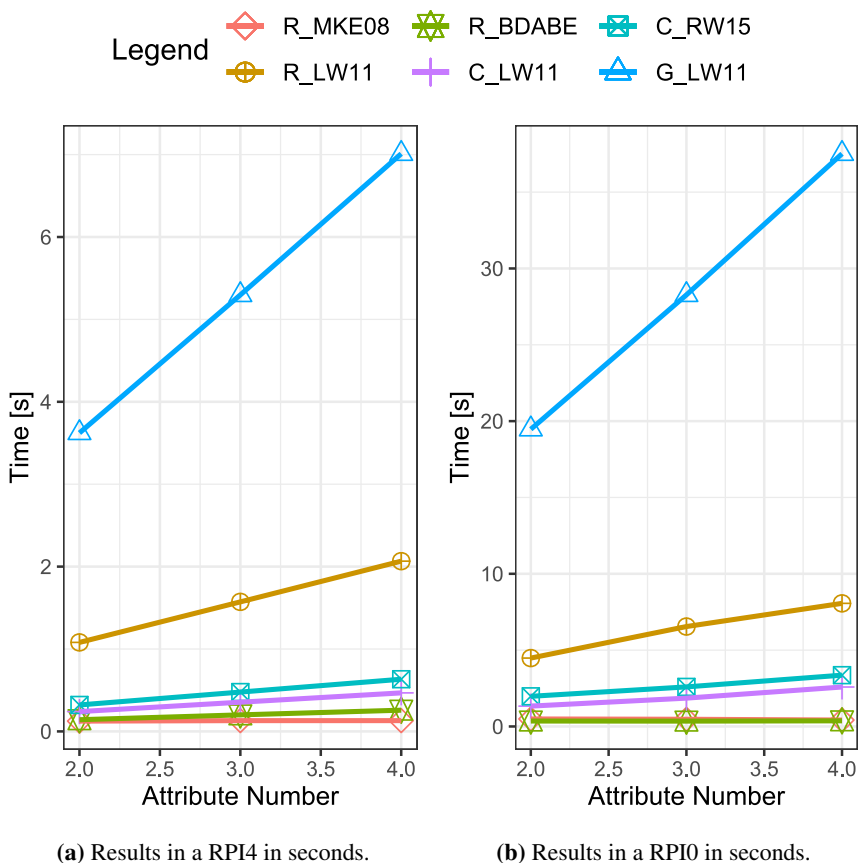 Legend
R_MKE08
R_BDABE
C_RW15
R_LW11
C_LW11
G_LW11
Time [s]
6
4
2
0
2.0 2.5 3.0 3.5 4.0
Attribute Number
Time [s]
30
20
10
0
2.0 2.5 3.0 3.5 4.0
Attribute Number
(a) Results in a RPI4 in seconds.
(b) Results in a RPI0 in seconds.